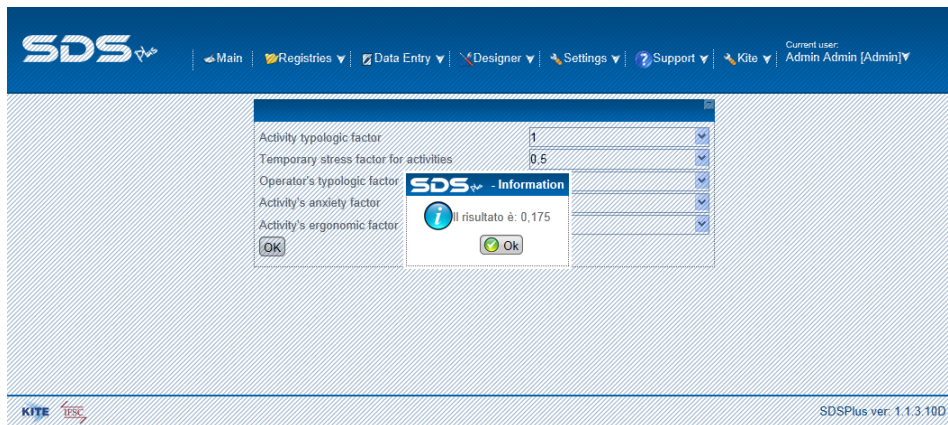 SDS plus
Main
Registries
Data Entry
Designer
Settings
Support
Kite
Current user:
Admin Admin [Admin]
Activity typologic factor
1
Temporary stress factor for activities
0.5
Operator's typologic factor
Activity's anxiety factor
Activity's ergonomic factor
OK
SDS plus - Information
Il risultato è: 0,175
Ok
KITE IFSC
SDSPlus ver: 1.1.3.10D